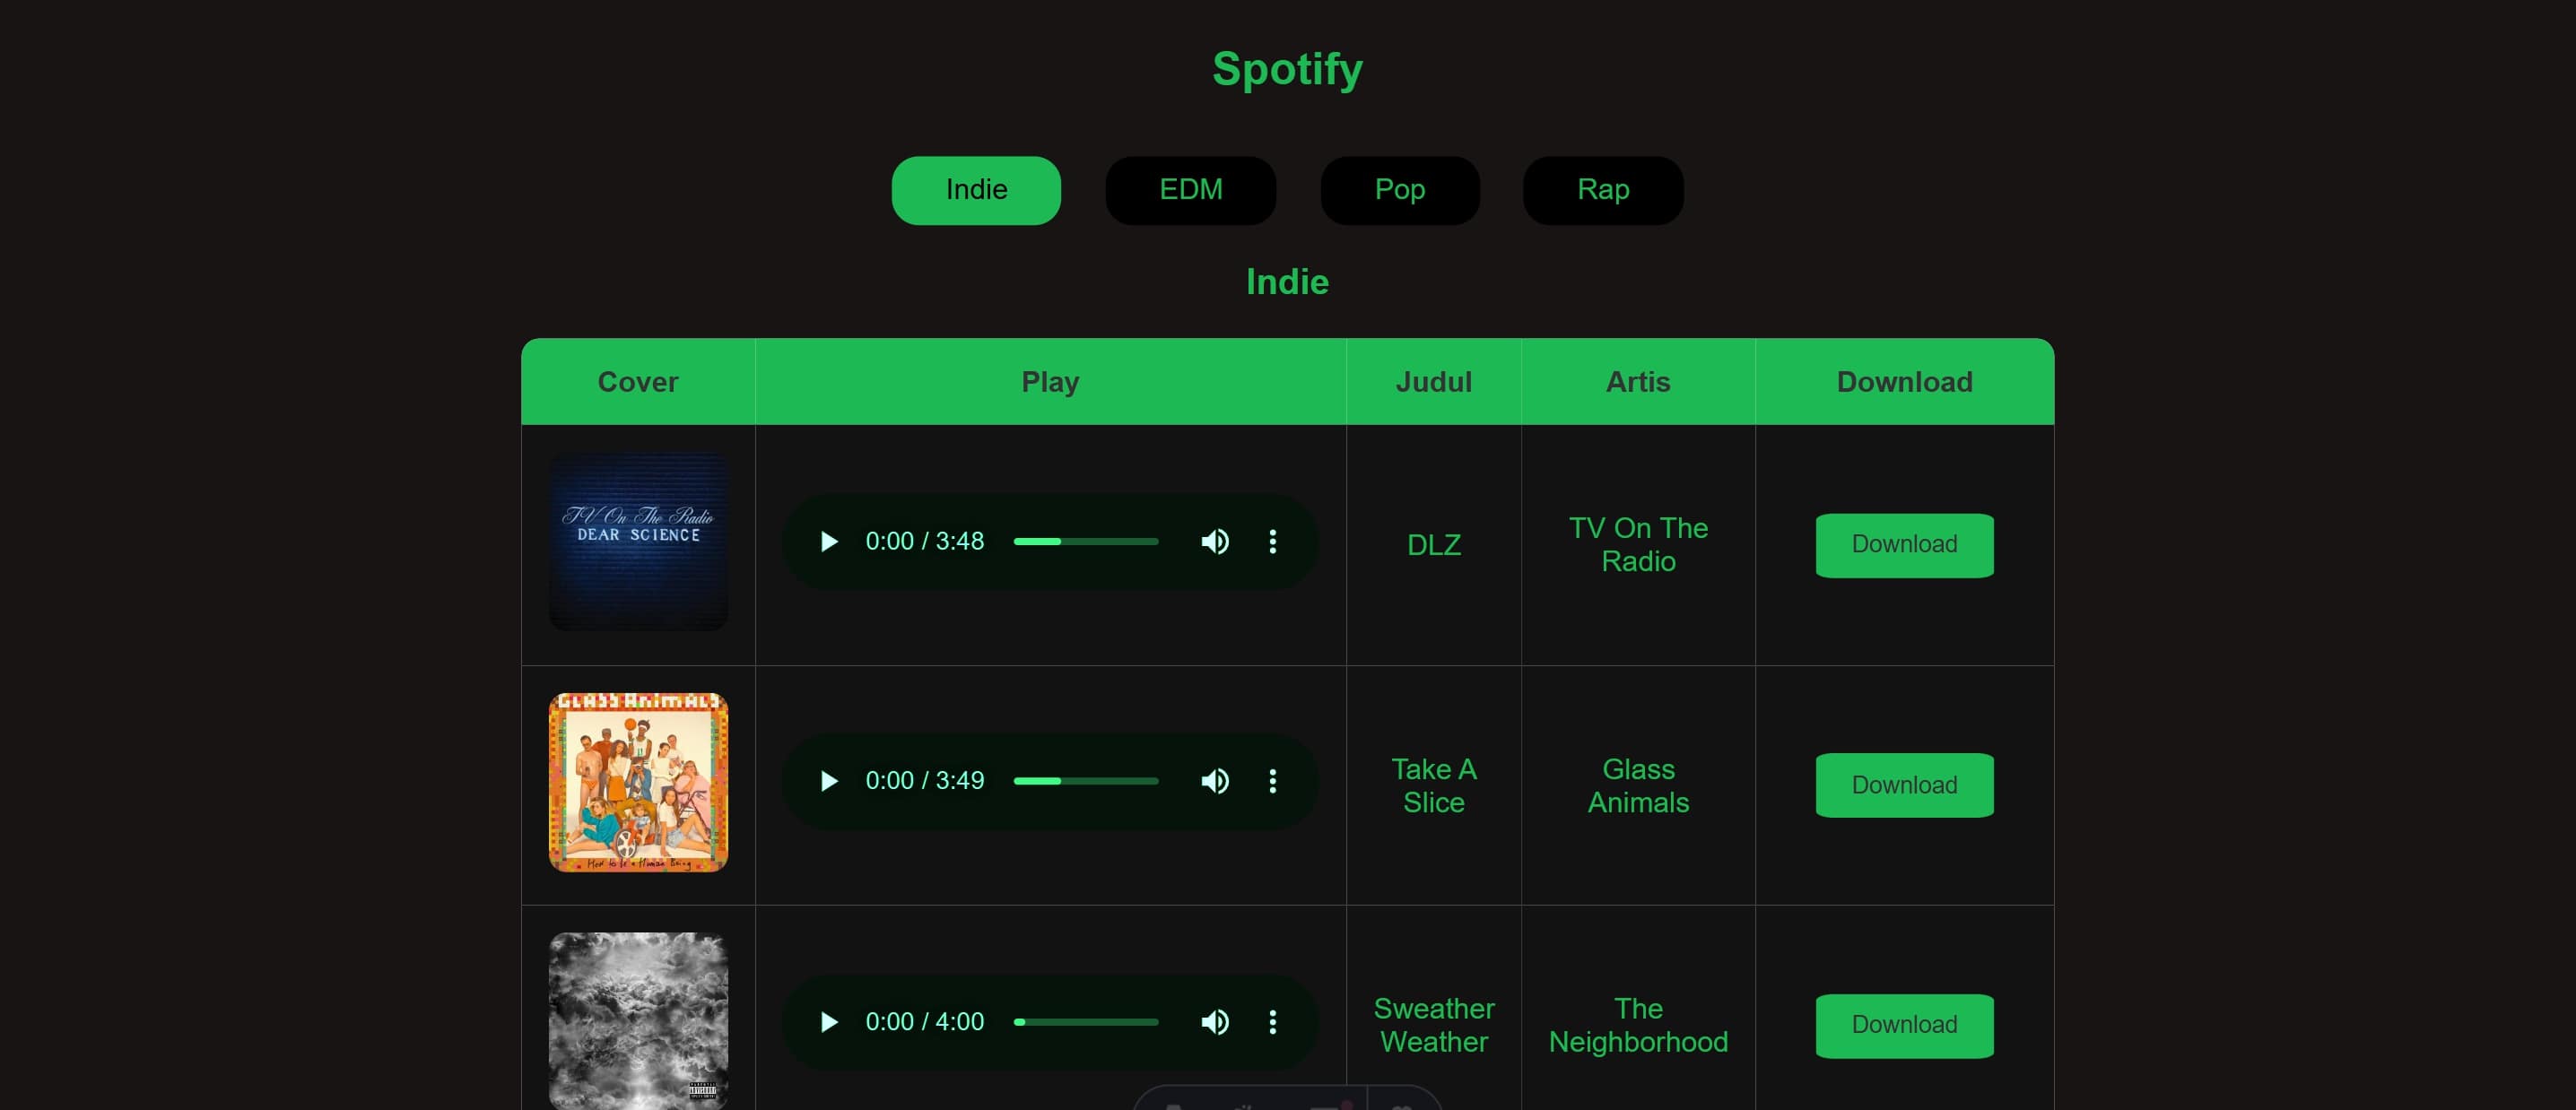 Spotify
Indie EDM Pop Rap
Indie
Cover Play Judul Artis Download
TV On The Radio
DEAR SCIENCE
0:00 / 3:48
DLZ
TV On The
Radio
Download
GLASS ANIMALS
How to be a Human Being
0:00 / 3:49
Take A
Slice
Glass
Animals
Download
0:00 / 4:00
Sweather
Weather
The
Neighborhood
Download